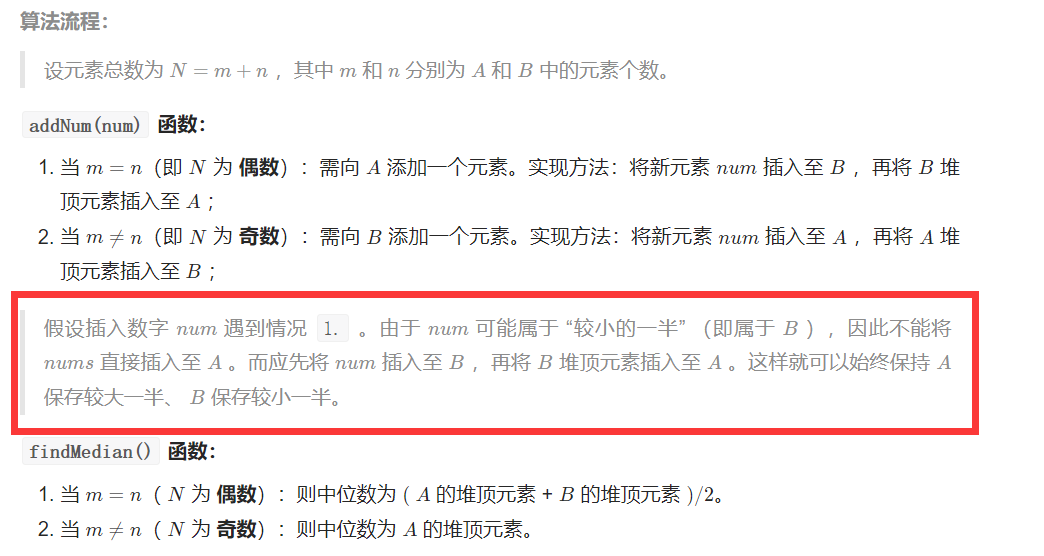 算法流程：
设元素总数为 N = m + n ，其中 m 和 n 分别为 A 和 B 中的元素个数。
addNum(num) 函数：
1. 当 m = n（即 N 为 偶数）：需向 A 添加一个元素。实现方法：将新元素 num 插入至 B ，再将 B 堆
顶元素插入至 A ；
2. 当 m ≠ n（即 N 为 奇数）：需向 B 添加一个元素。实现方法：将新元素 num 插入至 A ，再将 A 堆
顶元素插入至 B ；
假设插入数字 num 遇到情况 1. 。由于 num 可能属于 “较小的一半” （即属于 B ），因此不能将
nums 直接插入至 A 。而应先将 num 插入至 B ，再将 B 堆顶元素插入至 A 。这样就可以始终保持 A
保存较大一半、 B 保存较小一半。
findMedian() 函数：
1. 当 m = n（ N 为 偶数）：则中位数为 ( A 的堆顶元素 + B 的堆顶元素 )/2。
2. 当 m ≠ n（ N 为 奇数）：则中位数为 A 的堆顶元素。